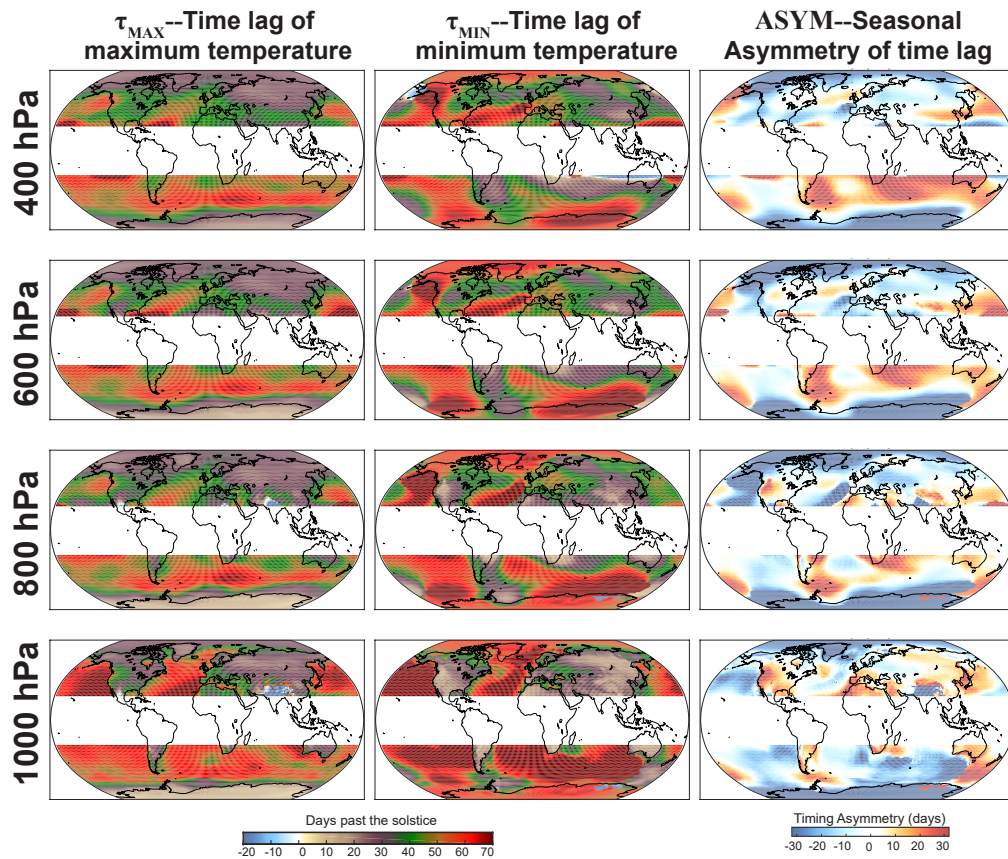 τMAX--Time lag of
maximum temperature
τMIN--Time lag of
minimum temperature
ASYM--Seasonal
Asymmetry of time lag
400 hPa
600 hPa
800 hPa
1000 hPa
Days past the solstice
-20 -10 0 10 20 30 40 50 60 70
Timing Asymmetry (days)
-30 -20 -10 0 10 20 30